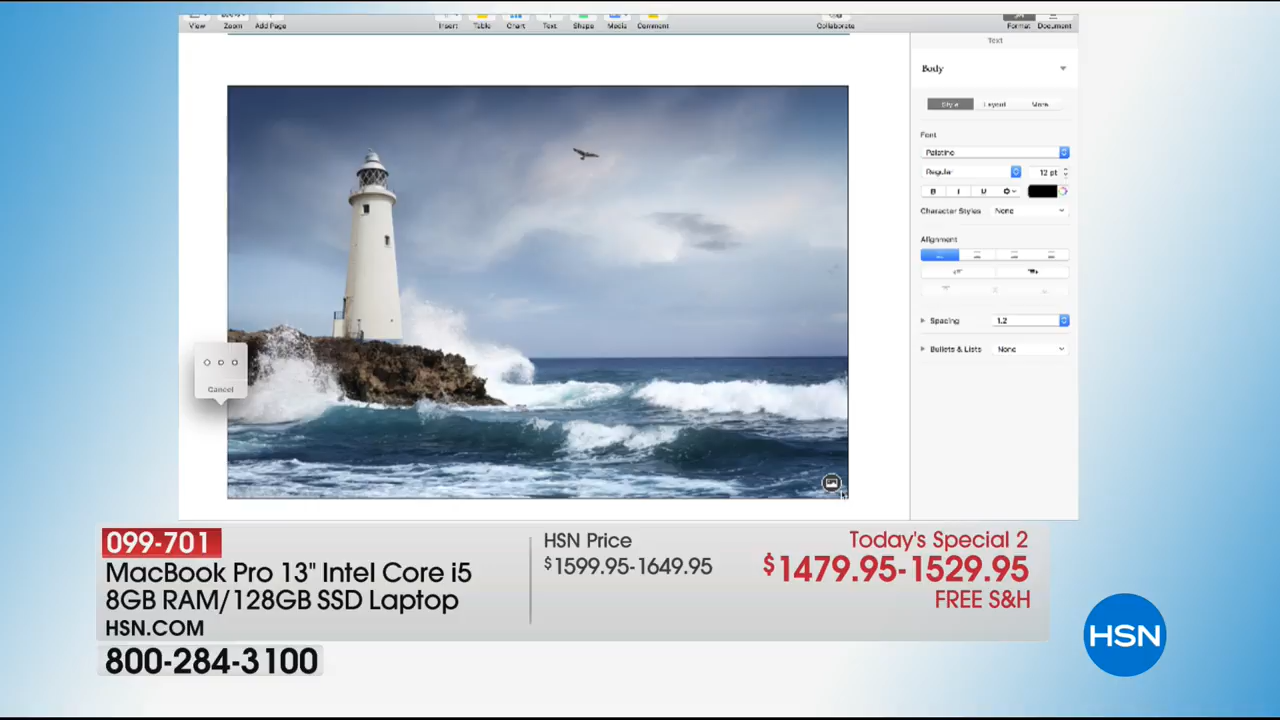 View Zoom Add Page Insert Table Chart Text Shape Media Comment Collaborate Format Document
Text
Body
Style Layout More
Font
Palatino
Regular 12 pt
B I U
Character Styles None
Alignment
Spacing 1.2
Bullets & Lists None
Cancel
099-701
MacBook Pro 13" Intel Core i5
8GB RAM/128GB SSD Laptop
HSN.COM
800-284-3100
HSN Price
$1599.95-1649.95
Today's Special 2
$1479.95-1529.95
FREE S&H
HSN